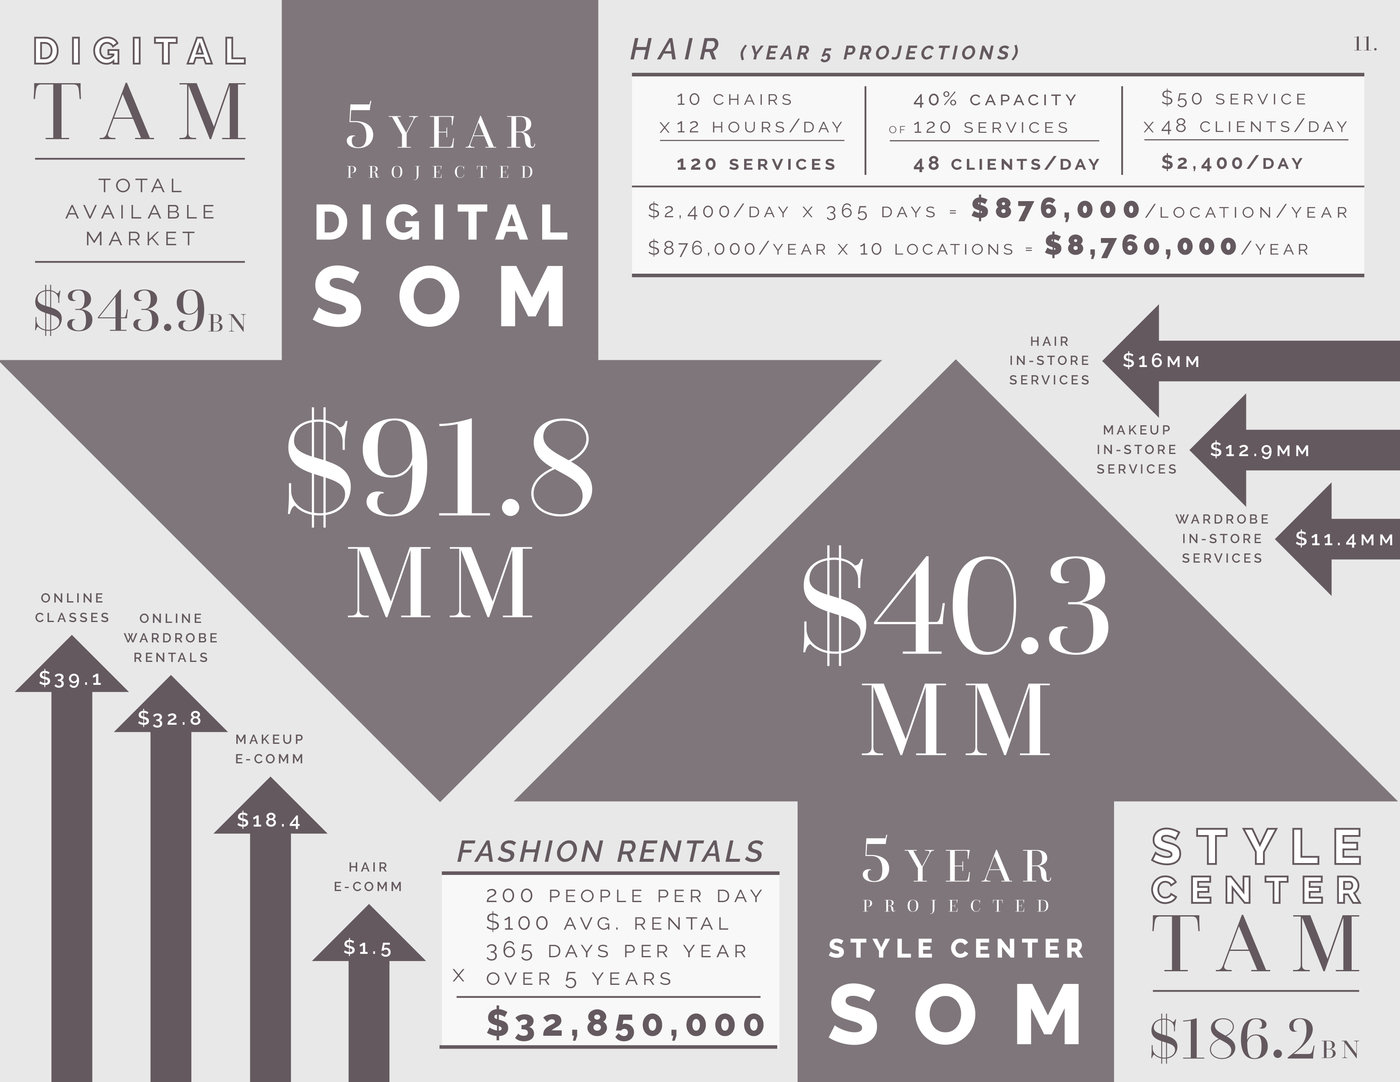 DIGITAL
TAM
TOTAL
AVAILABLE
MARKET
$343.9BN
5 YEAR
PROJECTED
DIGITAL
SOM
$91.8
MM
HAIR (YEAR 5 PROJECTIONS)
11.
10 CHAIRS
X 12 HOURS/DAY
120 SERVICES
40% CAPACITY
OF 120 SERVICES
48 CLIENTS/DAY
$50 SERVICE
X 48 CLIENTS/DAY
$2,400/DAY
$2,400/DAY X 365 DAYS = $876,000/LOCATION/YEAR
$876,000/YEAR X 10 LOCATIONS = $8,760,000/YEAR
HAIR
IN-STORE
SERVICES
$16MM
MAKEUP
IN-STORE
SERVICES
$12.9MM
WARDROBE
IN-STORE
SERVICES
$11.4MM
$40.3
MM
ONLINE
CLASSES
$39.1
ONLINE
WARDROBE
RENTALS
$32.8
MAKEUP
E-COMM
$18.4
HAIR
E-COMM
$1.5
FASHION RENTALS
200 PEOPLE PER DAY
$100 AVG. RENTAL
365 DAYS PER YEAR
X OVER 5 YEARS
$32,850,000
5 YEAR
PROJECTED
STYLE CENTER
SOM
STYLE
CENTER
TAM
$186.2BN